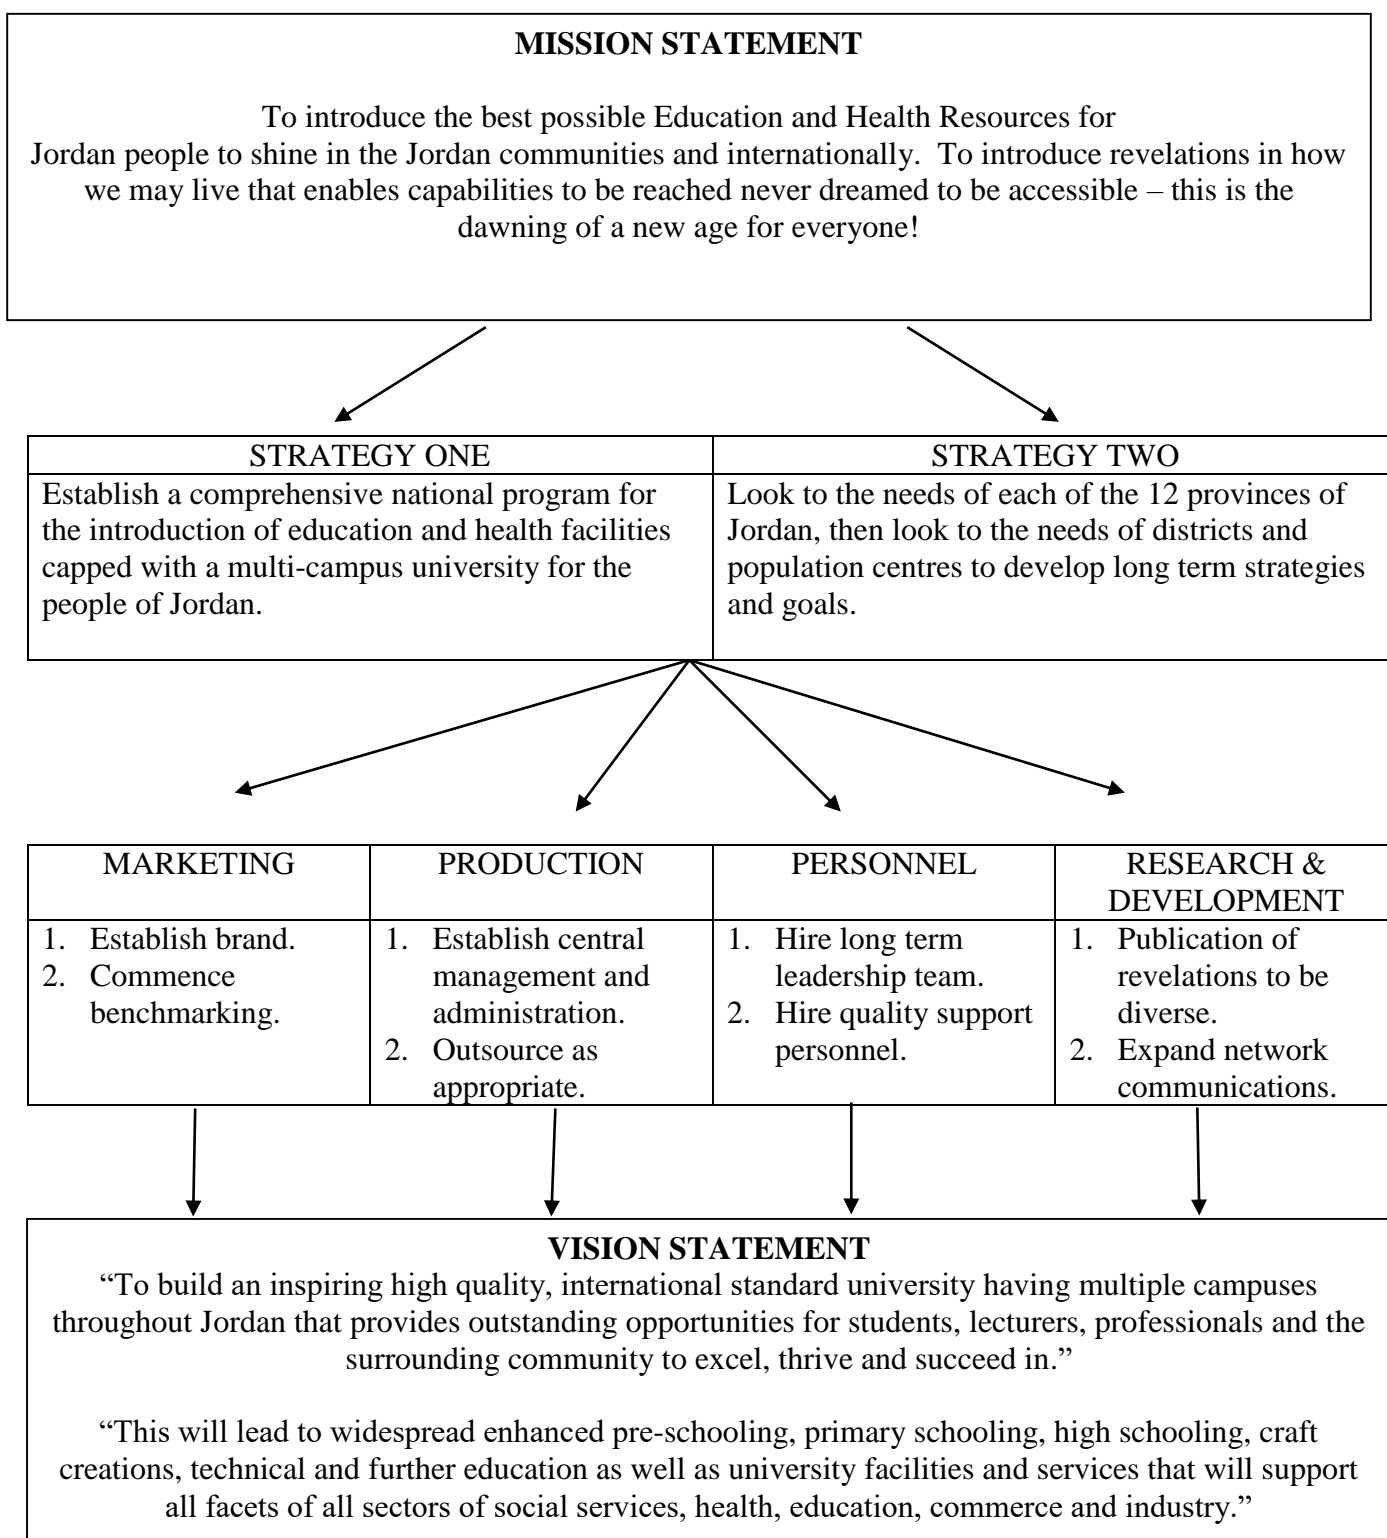 MISSION STATEMENT
To introduce the best possible Education and Health Resources for
Jordan people to shine in the Jordan communities and internationally.  To introduce revelations in how
we may live that enables capabilities to be reached never dreamed to be accessible – this is the
dawning of a new age for everyone!
STRATEGY ONE
Establish a comprehensive national program for
the introduction of education and health facilities
capped with a multi-campus university for the
people of Jordan.
STRATEGY TWO
Look to the needs of each of the 12 provinces of
Jordan, then look to the needs of districts and
population centres to develop long term strategies
and goals.
MARKETING
1. Establish brand.
2. Commence
benchmarking.
PRODUCTION
1. Establish central
management and
administration.
2. Outsource as
appropriate.
PERSONNEL
1. Hire long term
leadership team.
2. Hire quality support
personnel.
RESEARCH &
DEVELOPMENT
1. Publication of
revelations to be
diverse.
2. Expand network
communications.
VISION STATEMENT
“To build an inspiring high quality, international standard university having multiple campuses
throughout Jordan that provides outstanding opportunities for students, lecturers, professionals and the
surrounding community to excel, thrive and succeed in.”
“This will lead to widespread enhanced pre-schooling, primary schooling, high schooling, craft
creations, technical and further education as well as university facilities and services that will support
all facets of all sectors of social services, health, education, commerce and industry.”